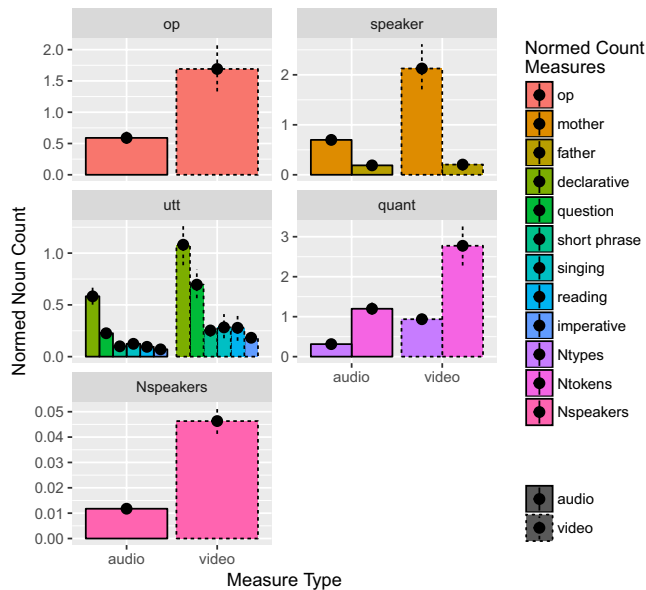 op
speaker
2.0
1.5
1.0
0.5
0.0
2
1
0
utt
quant
1.0
0.5
0.0
3
2
1
0
audio
video
Nspeakers
0.05
0.04
0.03
0.02
0.01
0.00
audio
video
Normed Noun Count
Measure Type
Normed Count
Measures
op
mother
father
declarative
question
short phrase
singing
reading
imperative
Ntypes
Ntokens
Nspeakers
audio
video